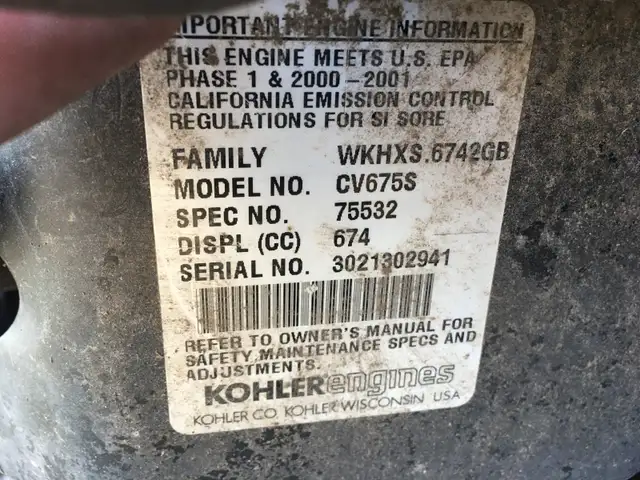 IMPORTANT ENGINE INFORMATION
THIS ENGINE MEETS U.S. EPA
PHASE 1 & 2000-2001
CALIFORNIA EMISSION CONTROL
REGULATIONS FOR SI SORE.
FAMILY WKHXS.6742GB
MODEL NO. CV675S
SPEC NO. 75532
DISPL (CC) 674
SERIAL NO. 3021302941
REFER TO OWNER'S MANUAL FOR
SAFETY, MAINTENANCE SPECS AND
ADJUSTMENTS.
KOHLERengines
KOHLER CO. KOHLER WISCONSIN USA